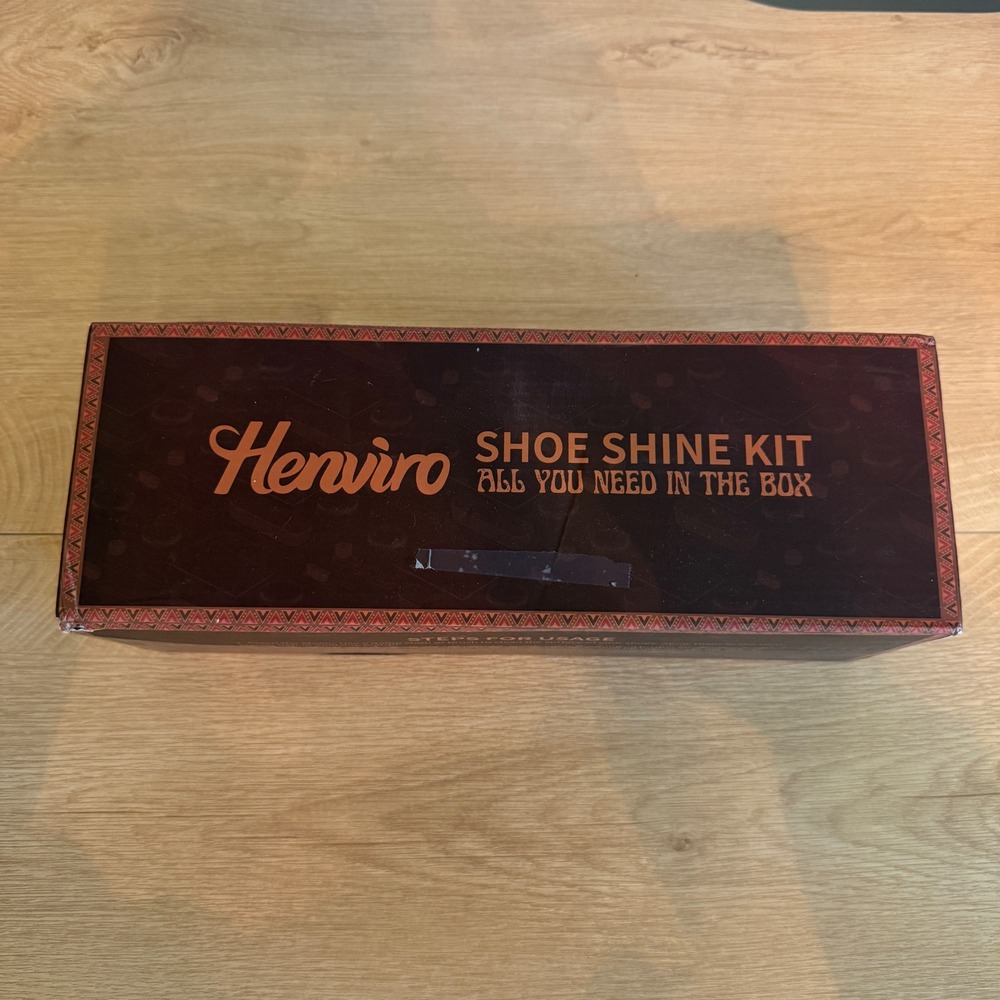 Henviro
SHOE SHINE KIT
ALL YOU NEED IN THE BOX
STEPS FOR USAGE